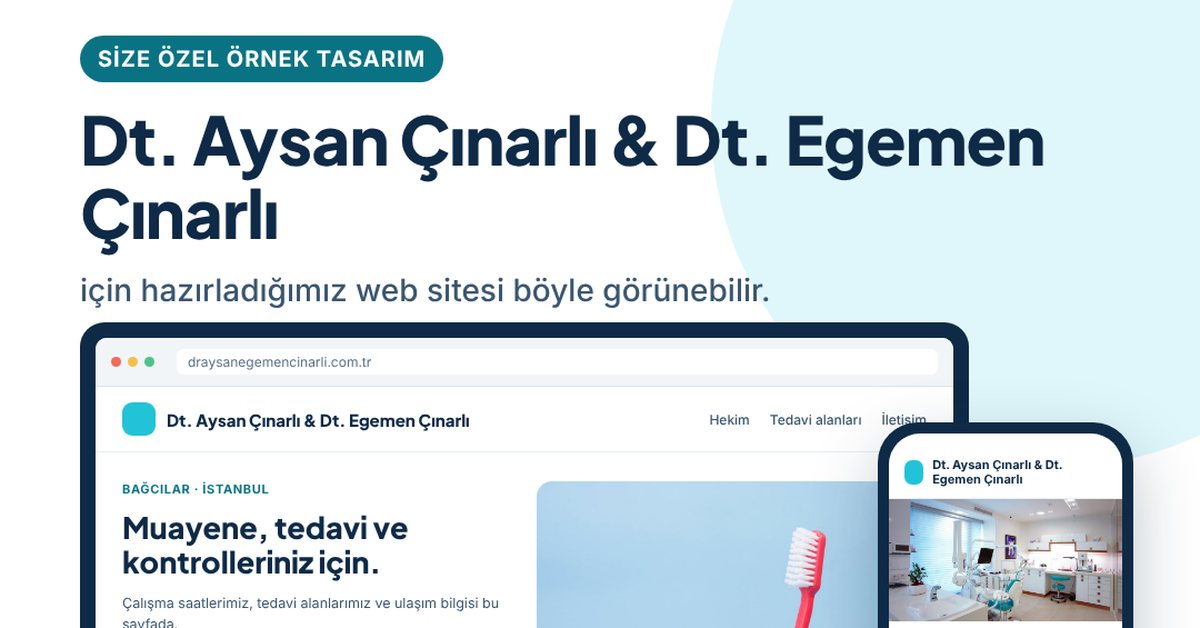 SİZE ÖZEL ÖRNEK TASARIM
Dt. Aysan Çınarlı & Dt. Egemen
Çınarlı
için hazırladığımız web sitesi böyle görünebilir.
draysanegemencinarli.com.tr
Dt. Aysan Çınarlı & Dt. Egemen Çınarlı
Hekim Tedavi alanları İletişim
Dt. Aysan Çınarlı & Dt.
Egemen Çınarlı
BAĞCILAR · İSTANBUL
Muayene, tedavi ve
kontrolleriniz için.
Çalışma saatlerimiz, tedavi alanlarımız ve ulaşım bilgisi bu
sayfada.